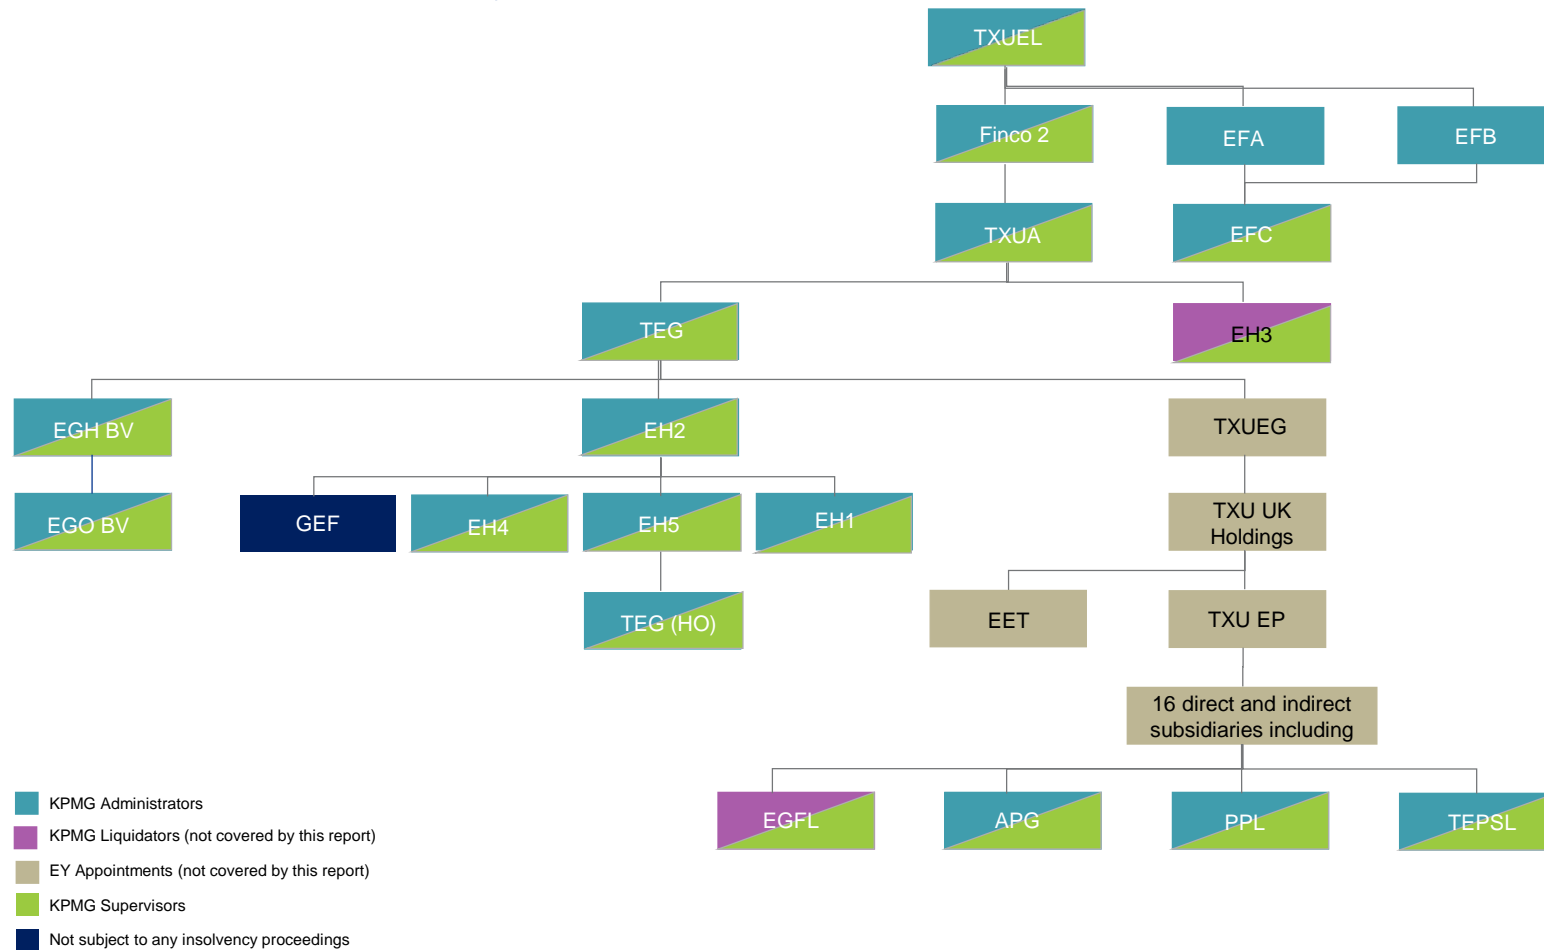 TXUEL
Finco 2
EFA
EFB
TXUA
EFC
TEG
EH3
EGH BV
EH2
TXUEG
EGO BV
GEF
EH4
EH5
EH1
TXU UK
Holdings
TEG (HO)
EET
TXU EP
16 direct and indirect
subsidiaries including
EGFL
APG
PPL
TEPSL
KPMG Administrators
KPMG Liquidators (not covered by this report)
EY Appointments (not covered by this report)
KPMG Supervisors
Not subject to any insolvency proceedings